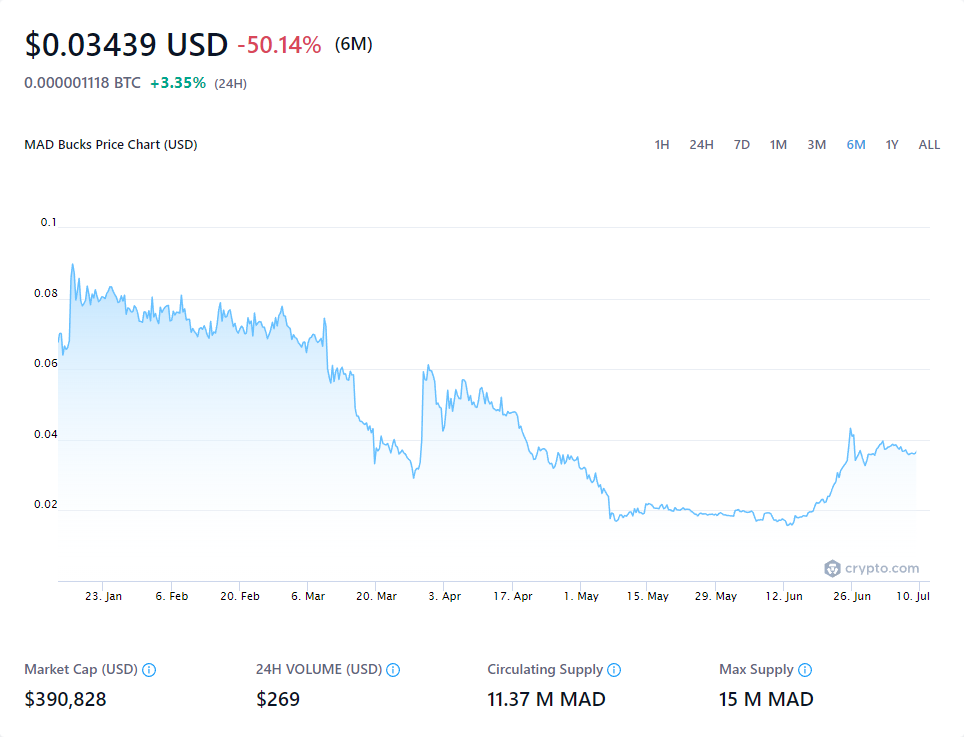 $0.03439 USD -50.14% (6M)
0.000001118 BTC +3.35% (24H)
MAD Bucks Price Chart (USD) 1H 24H 7D 1M 3M 6M 1Y ALL
0.1
0.08
0.06
0.04
0.02
crypto.com
23. Jan 6. Feb 20. Feb 6. Mar 20. Mar 3. Apr 17. Apr 1. May 15. May 29. May 12. Jun 26. Jun 10. Jul
Market Cap (USD) 24H VOLUME (USD) Circulating Supply Max Supply
$390,828 $269 11.37 M MAD 15 M MAD